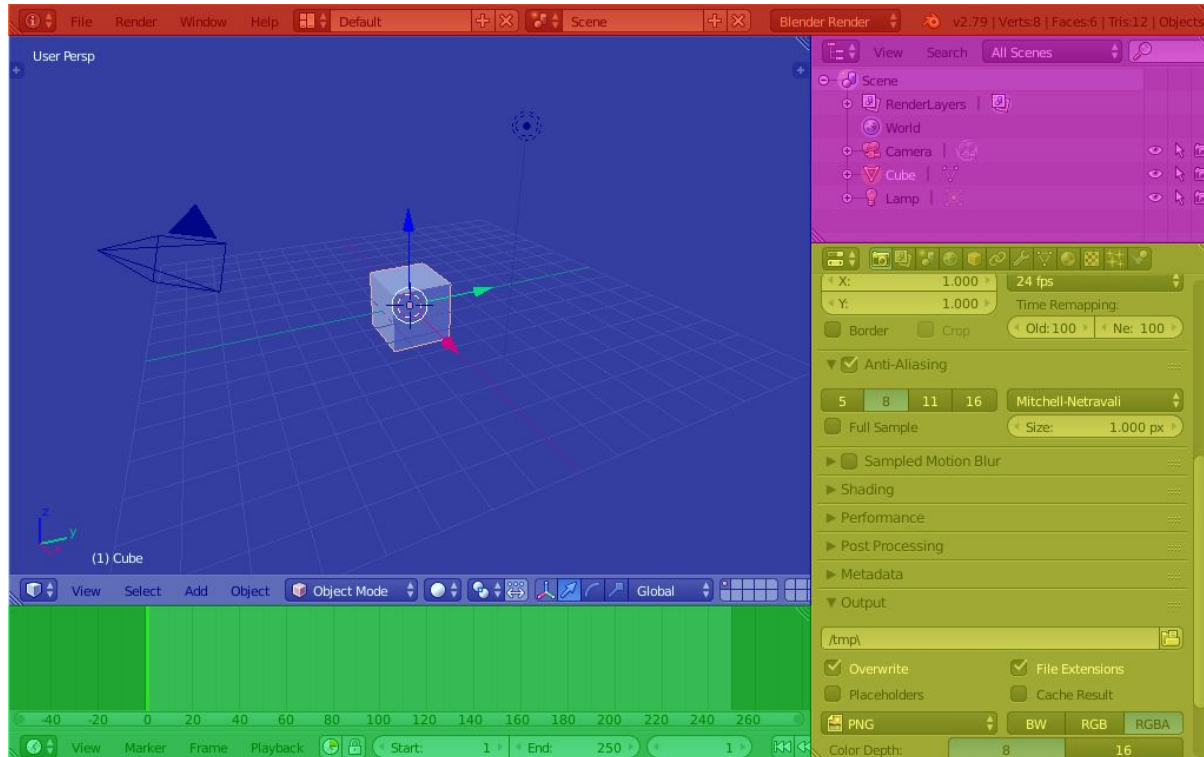 File Render Window Help Default Scene Blender Render v2.79 | Verts:8 | Faces:6 | Tris:12 | Objects
User Persp
z
y
x
(1) Cube
View Select Add Object Object Mode Global
-40 -20 0 20 40 60 80 100 120 140 160 180 200 220 240 260
View Marker Frame Playback Start: 1 End: 250 1
View Search All Scenes
Scene
RenderLayers |
World
Camera |
Cube |
Lamp |
X: 1.000 24 fps
Y: 1.000 Time Remapping:
Border Crop Old: 100 Ne: 100
Anti-Aliasing
5 8 11 16 Mitchell-Netravali
Full Sample Size: 1.000 px
Sampled Motion Blur
Shading
Performance
Post Processing
Metadata
Output
/tmp\
Overwrite File Extensions
Placeholders Cache Result
PNG BW RGB RGBA
Color Depth: 8 16